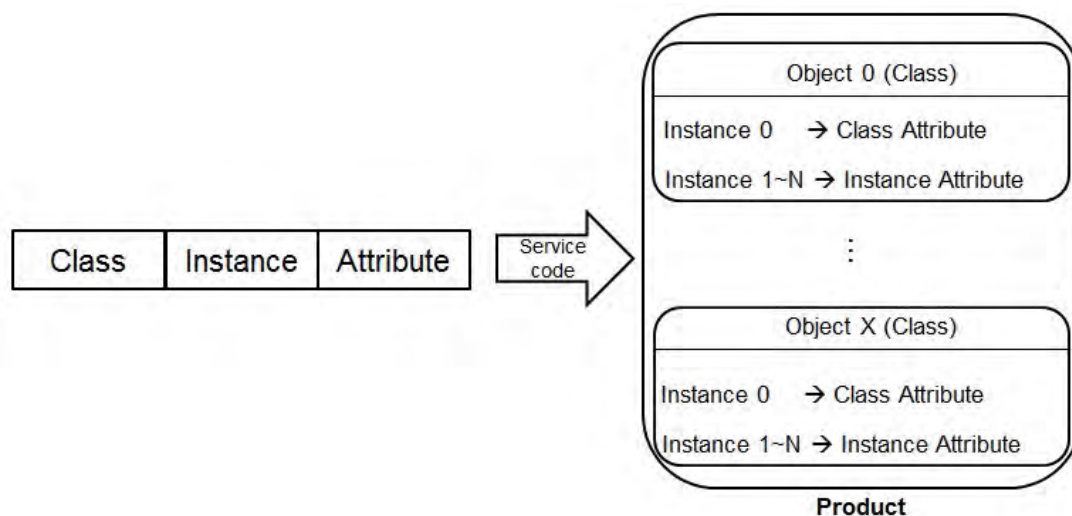 Object 0 (Class)
Instance 0 → Class Attribute
Instance 1~N → Instance Attribute
Class Instance Attribute
Service
code
⋮
Object X (Class)
Instance 0 → Class Attribute
Instance 1~N → Instance Attribute
Product